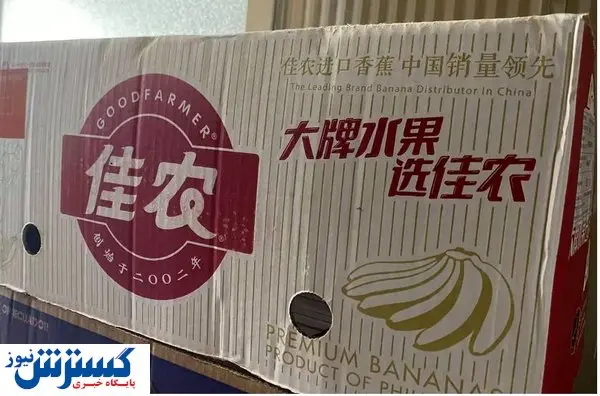 佳农进口香蕉 中国销量领先
The Leading Brand Banana Distributor in China
GOODFARMER®
佳农®
创始于二〇〇二年
大牌水果
选佳农
PREMIUM BANANAS
PRODUCT OF
گسترش نیوز
پایگاه خبری